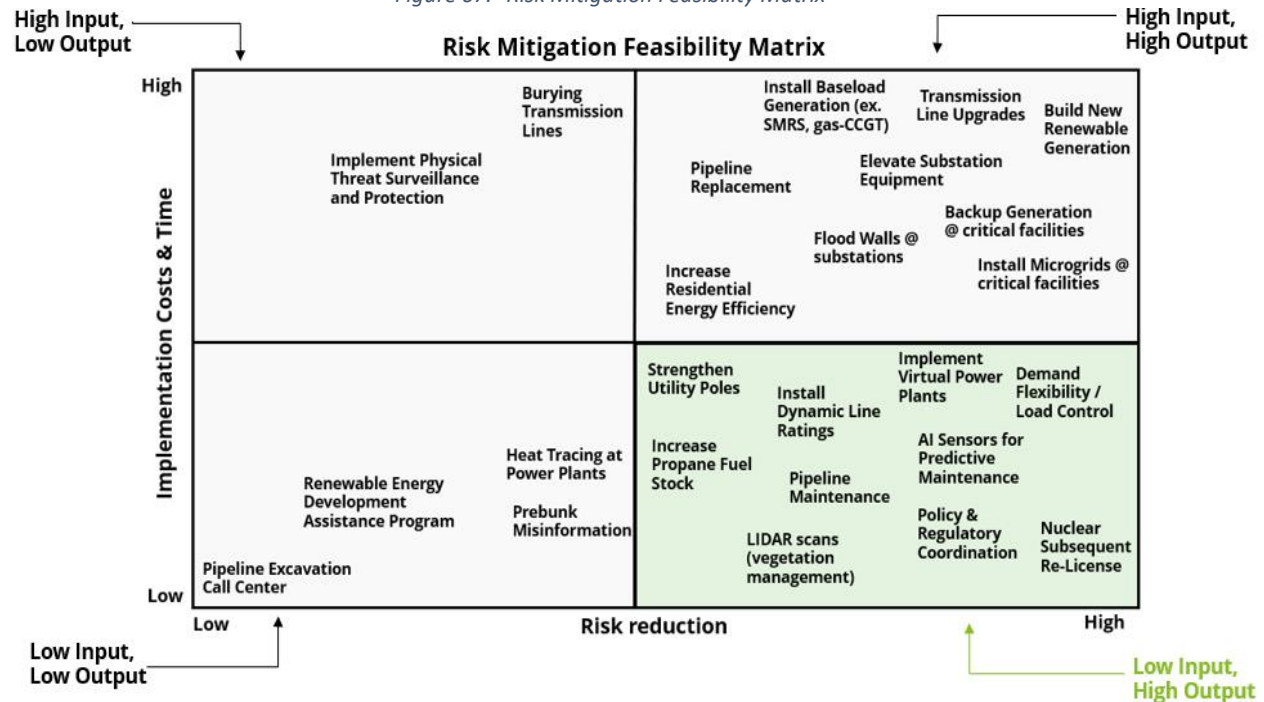 Risk Mitigation Feasibility Matrix
High Input,
Low Output
High Input,
High Output
Risk Mitigation Feasibility Matrix
High
Implementation Costs & Time
Low
Burying
Transmission
Lines
Implement Physical
Threat Surveillance
and Protection
Install Baseload
Generation (ex.
SMRS, gas-CCGT)
Transmission
Line Upgrades
Build New
Renewable
Generation
Pipeline
Replacement
Elevate Substation
Equipment
Backup Generation
@ critical facilities
Flood Walls @
substations
Install Microgrids @
critical facilities
Increase
Residential
Energy Efficiency
Heat Tracing at
Power Plants
Renewable Energy
Development
Assistance Program
Prebunk
Misinformation
Pipeline Excavation
Call Center
Strengthen
Utility Poles
Install
Dynamic Line
Ratings
Implement
Virtual Power
Plants
Demand
Flexibility /
Load Control
Increase
Propane Fuel
Stock
Pipeline
Maintenance
AI Sensors for
Predictive
Maintenance
LIDAR scans
(vegetation
management)
Policy &
Regulatory
Coordination
Nuclear
Subsequent
Re-License
Low
Risk reduction
High
Low Input,
Low Output
Low Input,
High Output